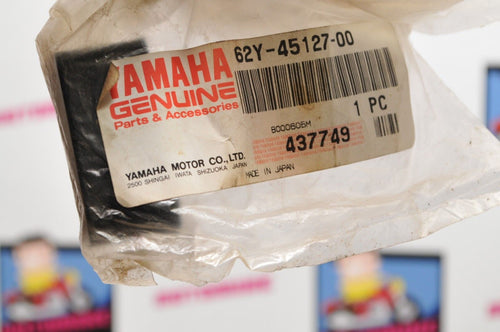 62Y-45127-00
YAMAHA
GENUINE
Parts & Accessories
1 PC
B000605M
437749
YAMAHA MOTOR CO., LTD.
2500 SHINGAI IWATA SHIZUOKA JAPAN
MADE IN JAPAN